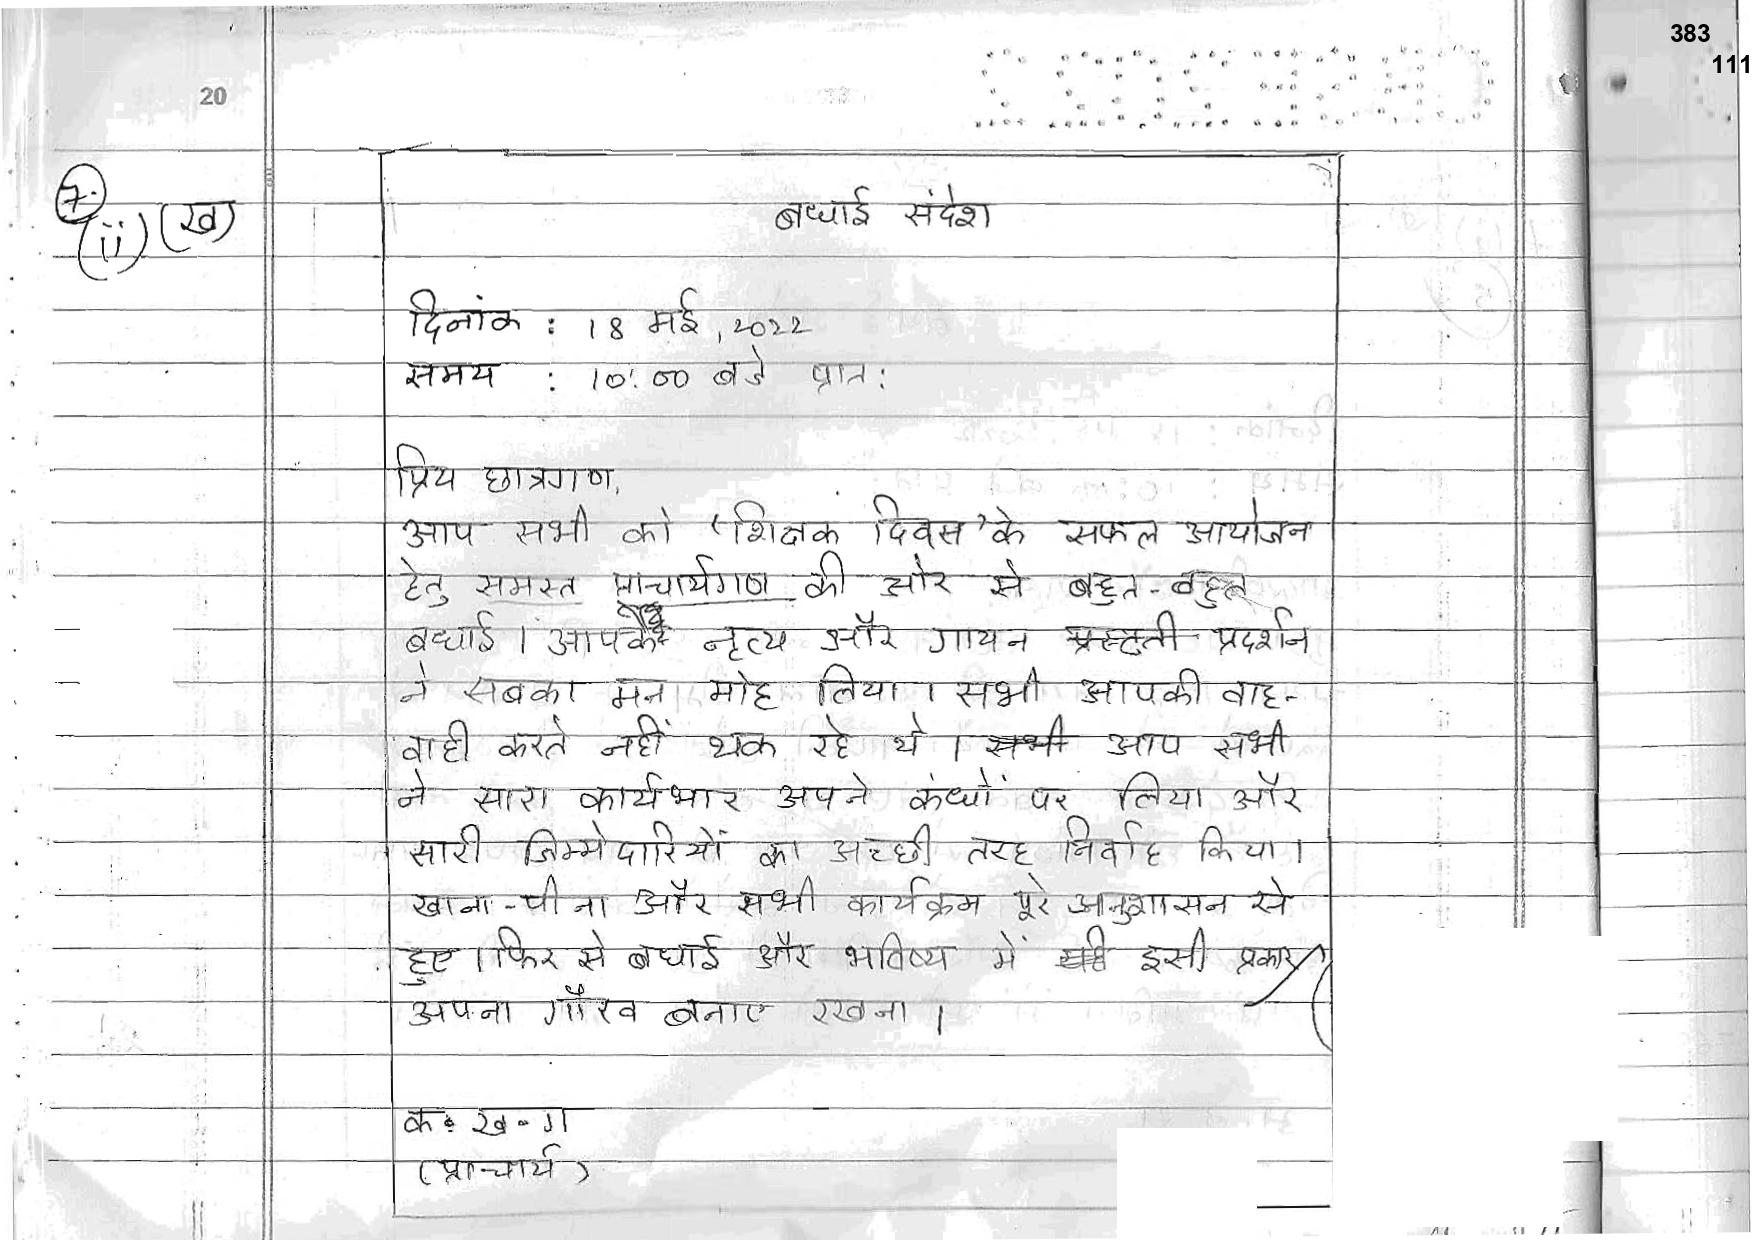 383
111
20
7.
(ii) (ख)
बधाई संदेश
दिनांक : 18 मई, 2022
समय : 10:00 बजे प्रात:
प्रिय छात्रगण,
आप सभी को 'शिक्षक दिवस' के सफल आयोजन
हेतु समस्त प्राचार्यगण की ओर से बहुत-बहुत
बधाई। आपके नृत्य और गायन प्रदर्शन
ने सबका मन मोह लिया। सभी आपकी वाह-
वाही करते नहीं थक रहे थे। सभी आप सभी
ने सारा कार्यभार अपने कंधों पर लिया और
सारी जिम्मेदारियों का अच्छी तरह निर्वाह किया।
खाना-पीना और सभी कार्यक्रम पूरे अनुशासन से
हुए। फिर से बधाई और भविष्य में इसी प्रकार
अपना गौरव बनाए रखना।
क. ख. ग
(प्राचार्य)